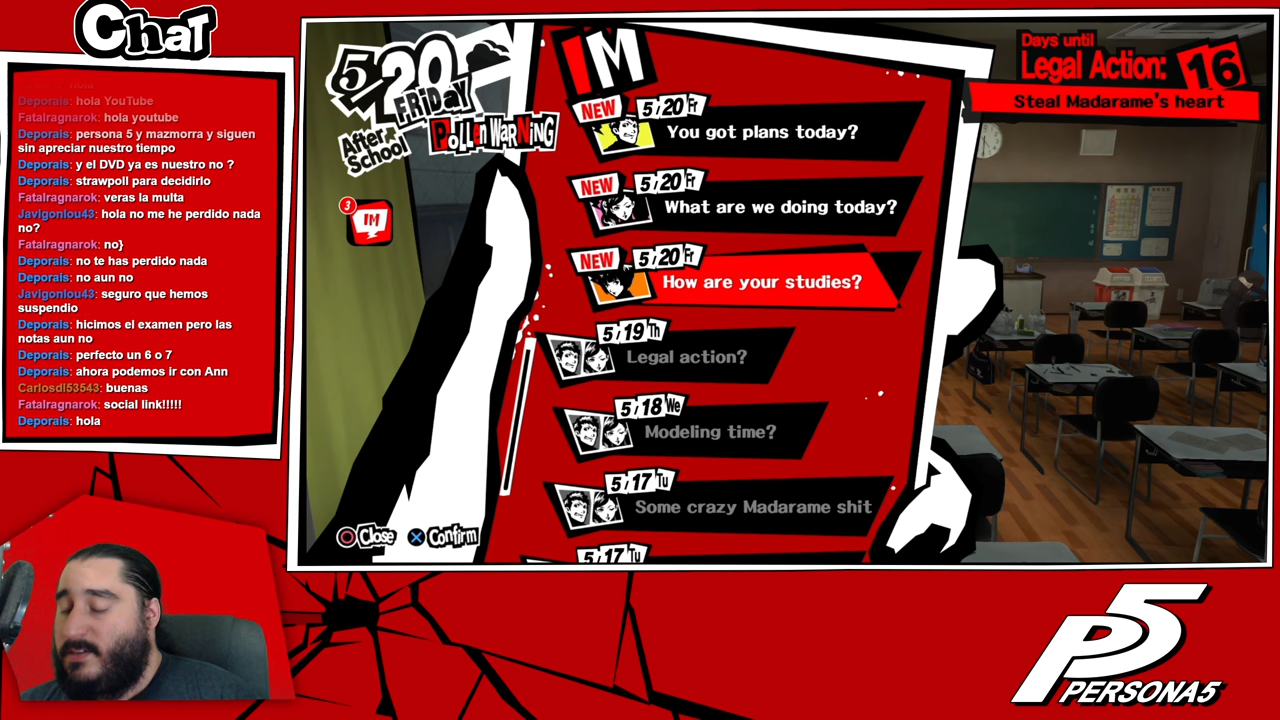 Chat
Deporais: hola YouTube
Fatalragnarok: hola youtube
Deporais: persona 5 y mazmorra y siguen
sin apreciar nuestro tiempo
Deporais: y el DVD ya es nuestro no ?
Deporais: strawpoll para decidirlo
Fatalragnarok: veras la multa
Javigonlou43: hola no me he perdido nada
no?
Fatalragnarok: no}
Deporais: no te has perdido nada
Deporais: no aun no
Javigonlou43: seguro que hemos
suspendio
Deporais: hicimos el examen pero las
notas aun no
Deporais: perfecto un 6 o 7
Deporais: ahora podemos ir con Ann
Carlosdl53543: buenas
Fatalragnarok: social link!!!!!
Deporais: hola
5/20
FRiDaY
After School
Pollen WarNiNG
3
IM
Close
Confirm
IM
NEW 5/20 Fr
You got plans today?
NEW 5/20 Fr
What are we doing today?
NEW 5/20 Fr
How are your studies?
5/19 Th
Legal action?
5/18 We
Modeling time?
5/17 Tu
Some crazy Madarame shit
5/17 Tu
Days until
Legal Action: 16
Steal Madarame's heart
P5
PERSONA5